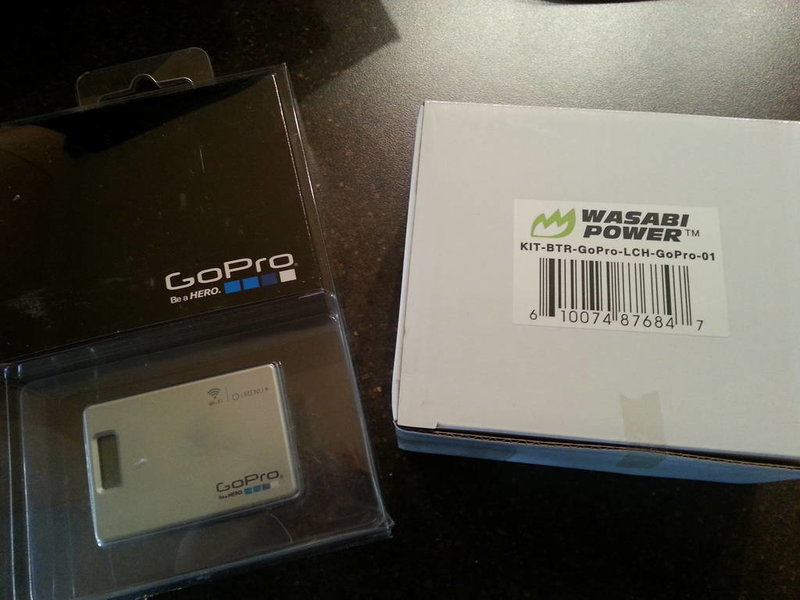 GoPro
Be a HERO.
WASABI
POWER™
KIT-BTR-GoPro-LCH-GoPro-01
6 10074 87684 7
Wi-Fi
MENU
GoPro
Be a HERO.